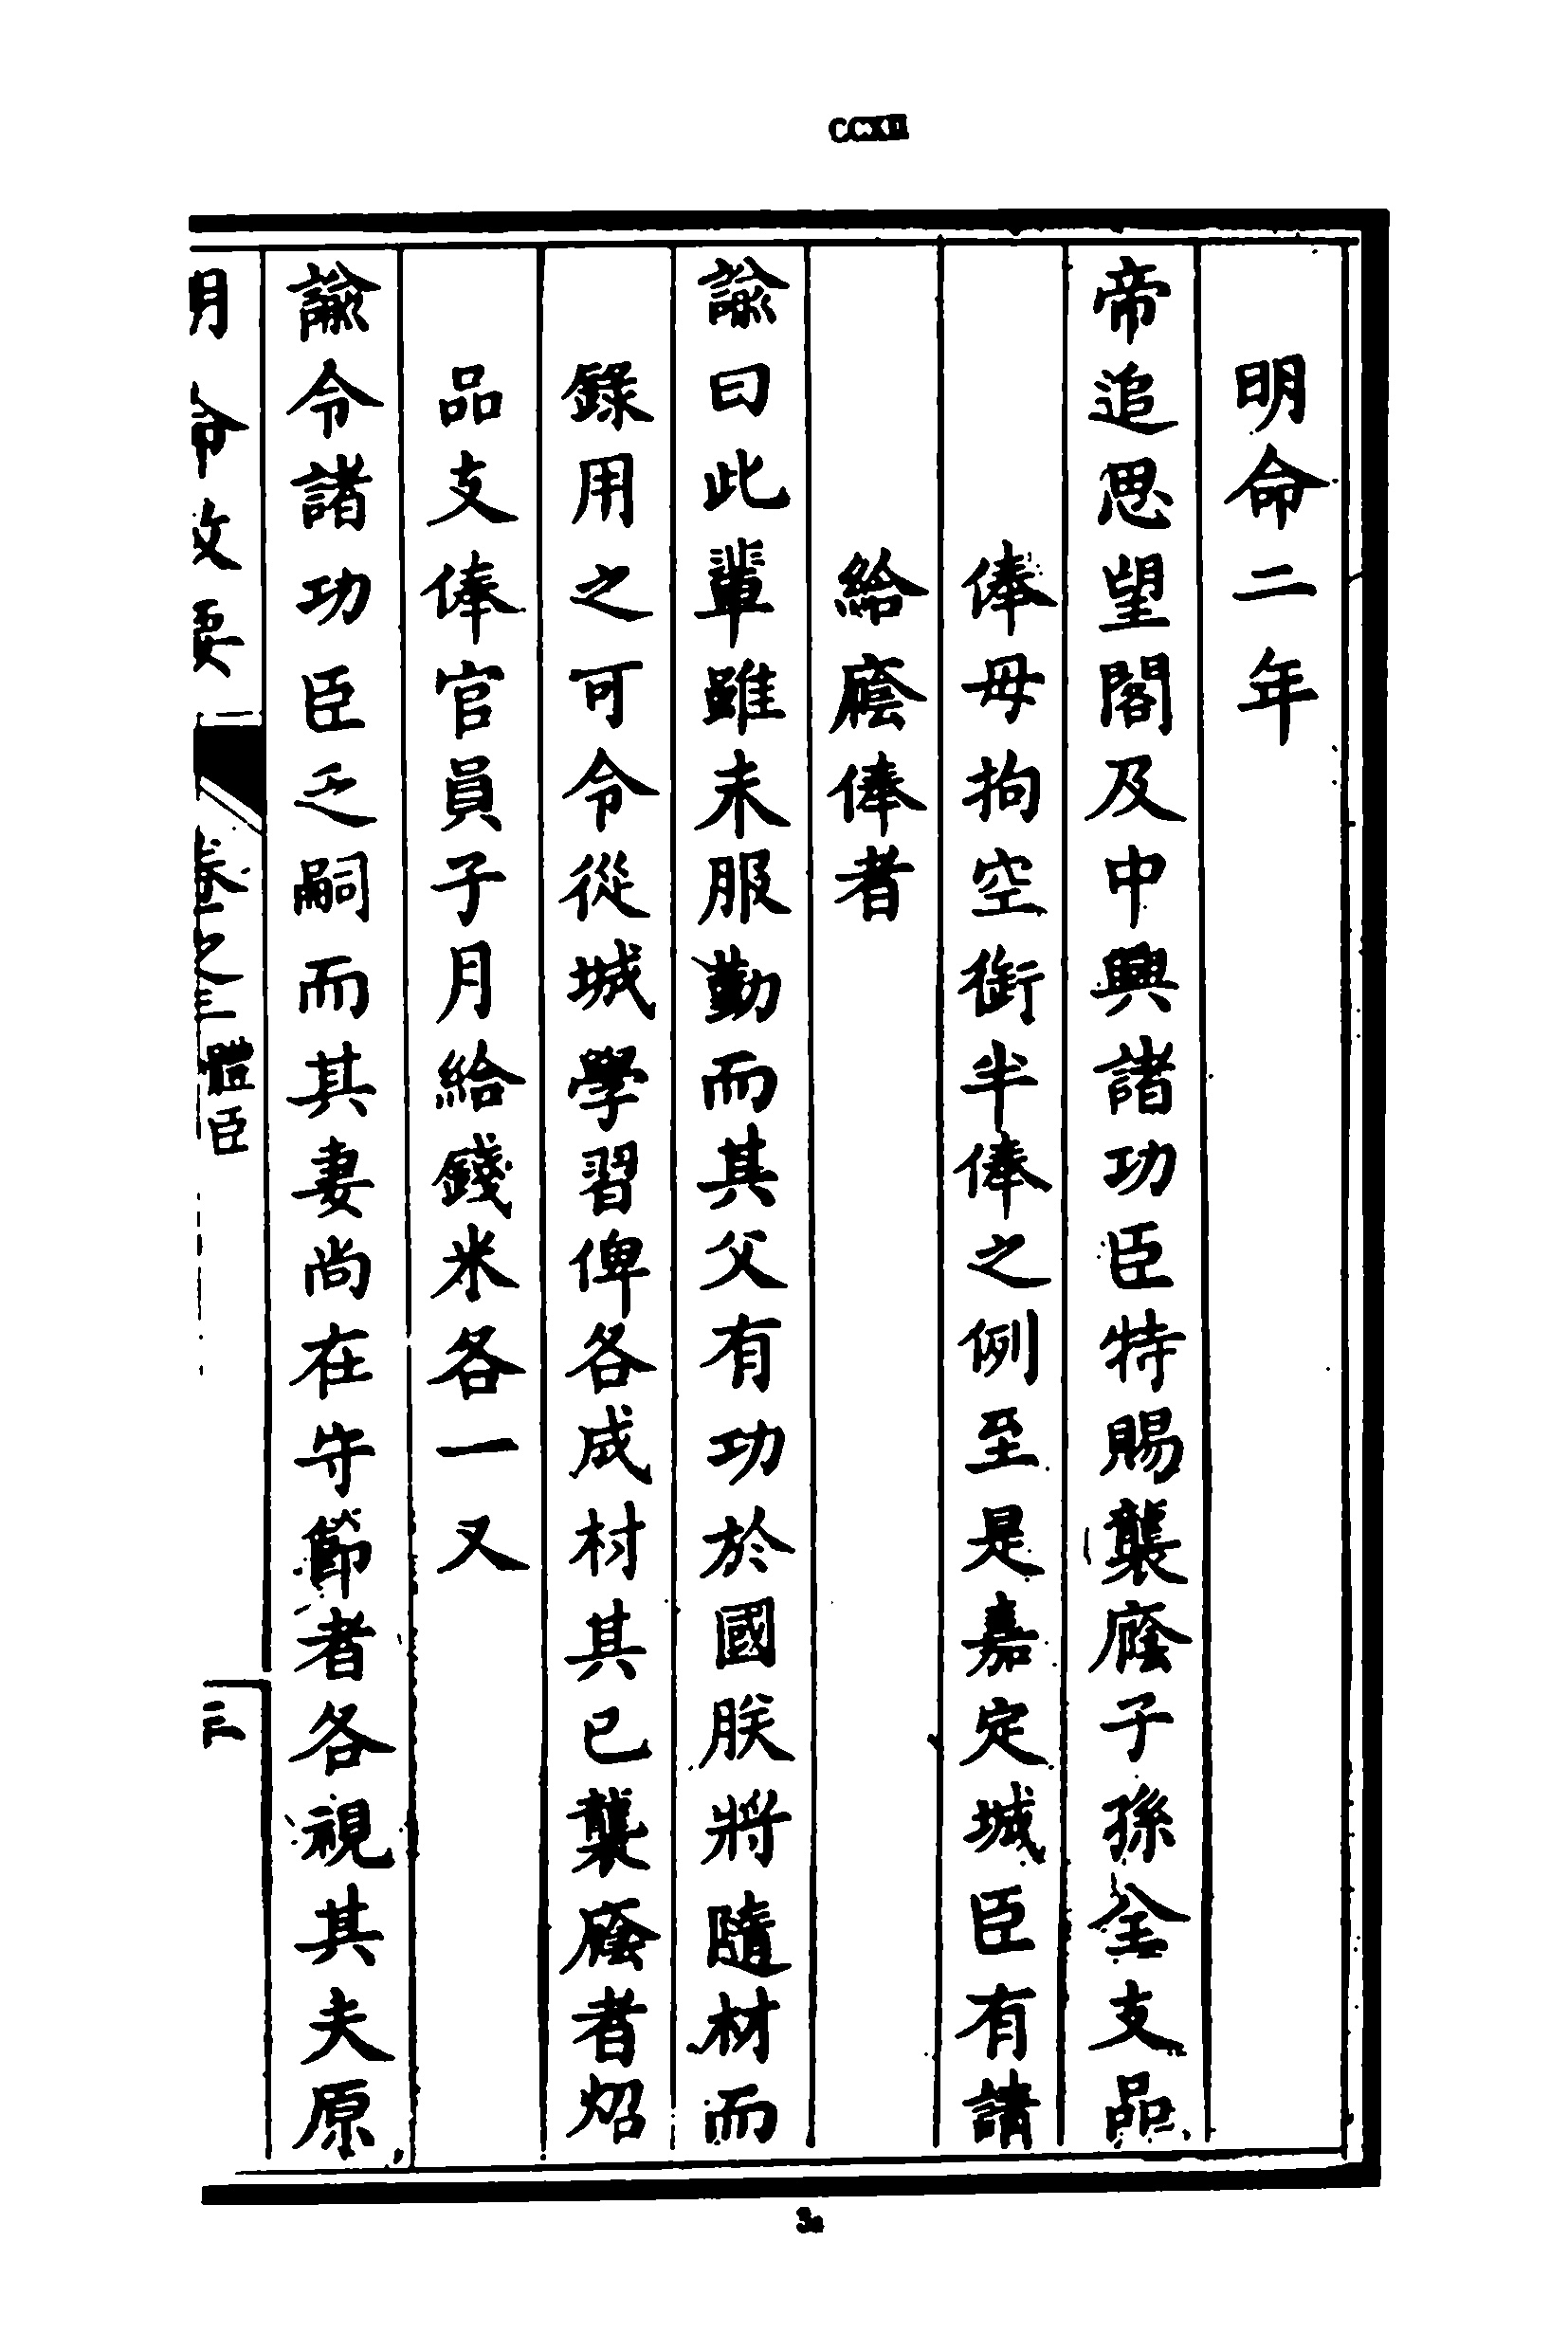 CCXII
明命二年
帝追思望閣及中興諸功臣特賜襲廕子孫全支品
俸毋拘空銜半俸之例至是嘉定城臣有請
給廕俸者
諭曰此輩雖未服勤而其父有功於國朕將隨材而
錄用之可令從城學習俾各成材其已襲廕者炤
品支俸官員子月給錢米各一又
諭令諸功臣乏嗣而其妻尚在守節者各視其夫原
明命政要
卷之三
體臣
三
3a